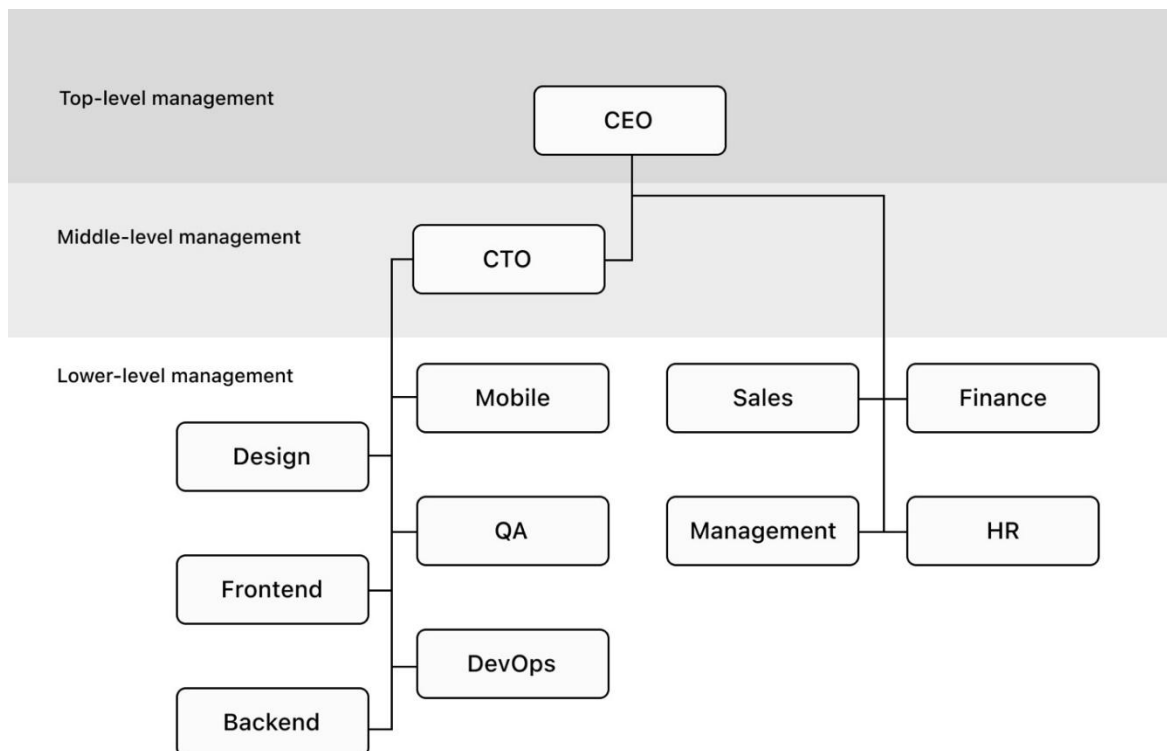 Top-level management
CEO
Middle-level management
CTO
Lower-level management
Mobile
Sales
Finance
Design
QA
Management
HR
Frontend
DevOps
Backend